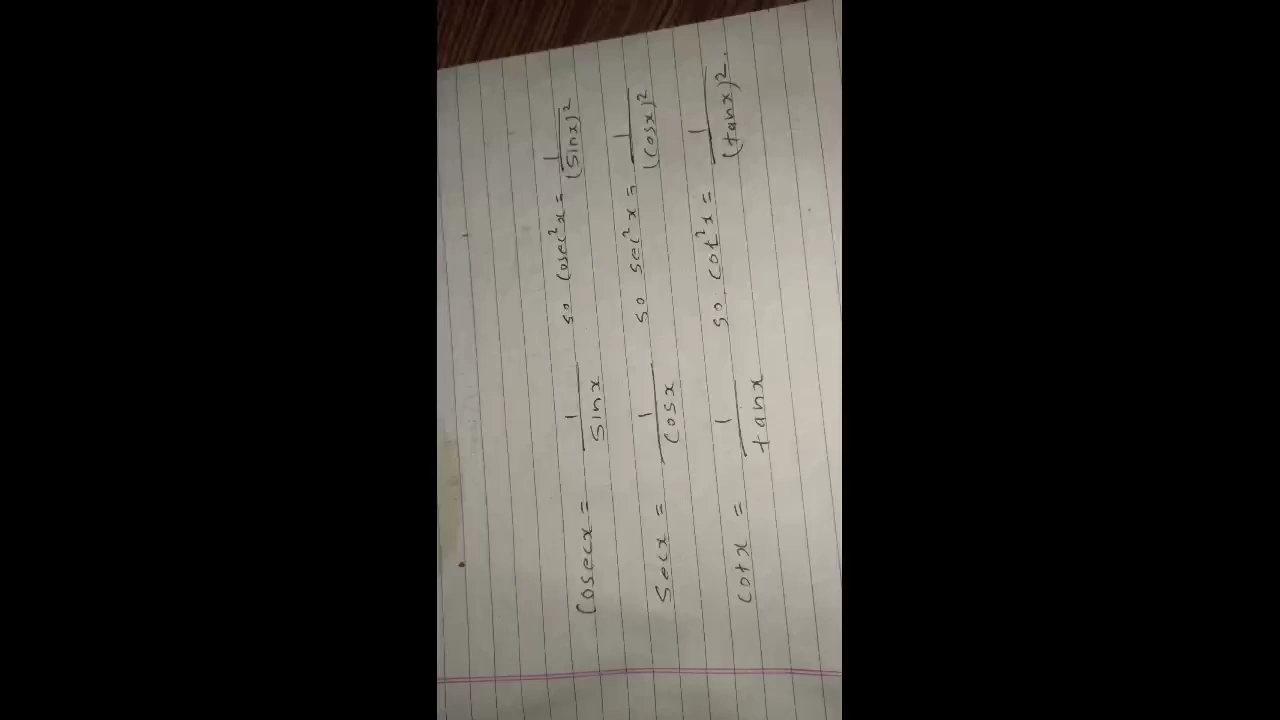 Cosecx = 1/sinx so Cosec²x = 1/(sinx)²
Secx = 1/Cosx so sec²x = 1/(Cosx)²
Cotx = 1/tanx so cot²x = 1/(tanx)².